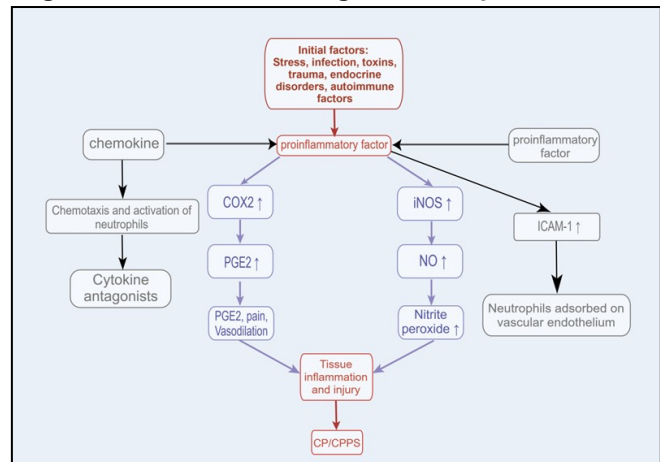 Initial factors:
Stress, infection, toxins,
trauma, endocrine
disorders, autoimmune
factors
chemokine
proinflammatory factor
proinflammatory
factor
COX2 ↑
iNOS ↑
Chemotaxis and activation of
neutrophils
ICAM-1 ↑
PGE2 ↑
NO ↑
Cytokine
antagonists
PGE2, pain,
Vasodilation
Nitrite
peroxide ↑
Neutrophils adsorbed on
vascular endothelium
Tissue
inflammation
and injury
CP/CPPS